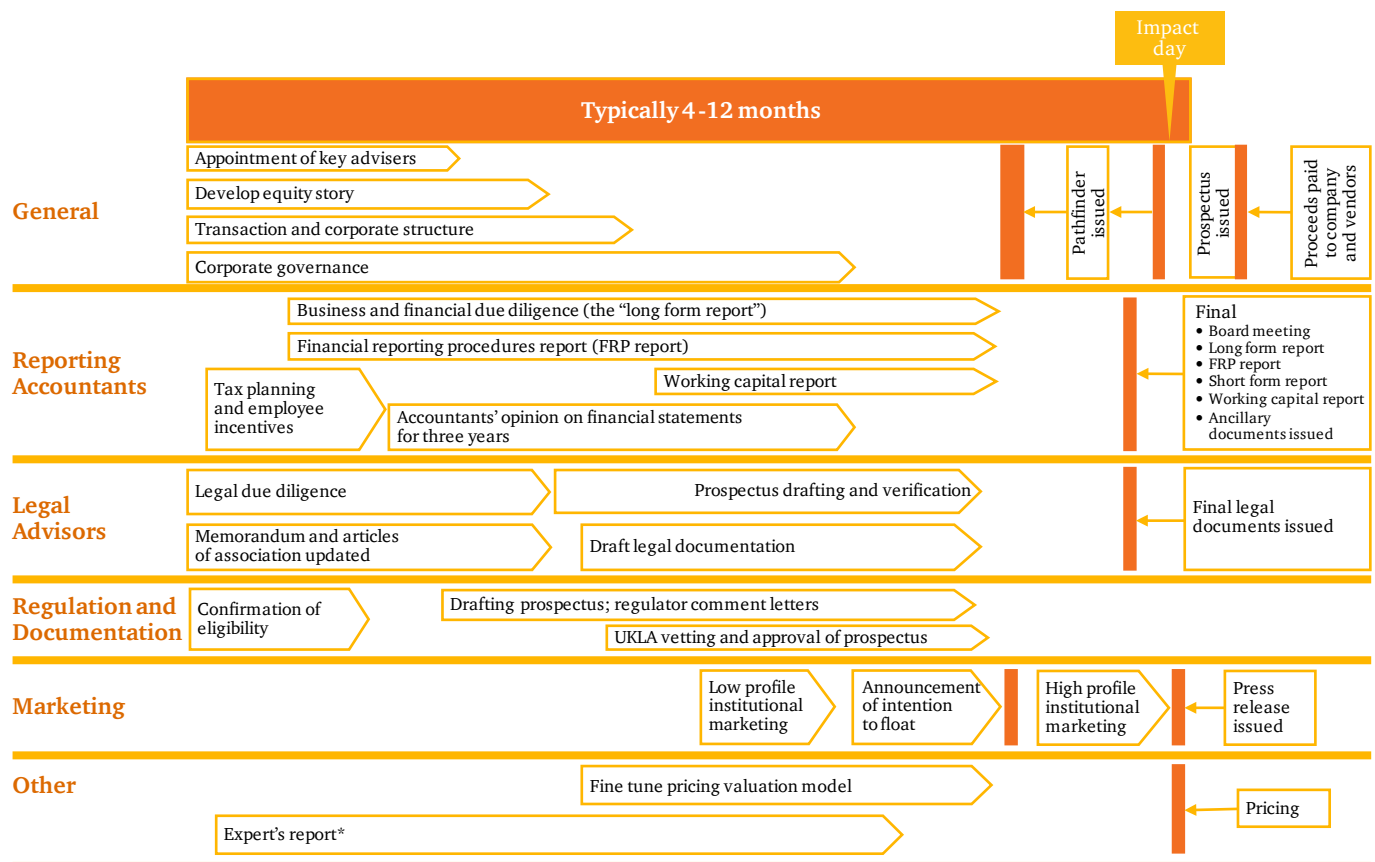 Impact
day
Typically 4-12 months
General
Appointment of key advisers
Develop equity story
Transaction and corporate structure
Corporate governance
Pathfinder
issued
Prospectus
issued
Proceeds paid
to company
and vendors
Reporting
Accountants
Business and financial due diligence (the “long form report”)
Financial reporting procedures report (FRP report)
Working capital report
Tax planning
and employee
incentives
Accountants’ opinion on financial statements
for three years
Final
• Board meeting
• Long form report
• FRP report
• Short form report
• Working capital report
• Ancillary
documents issued
Legal
Advisors
Legal due diligence
Prospectus drafting and verification
Memorandum and articles
of association updated
Draft legal documentation
Final legal
documents issued
Regulation and
Documentation
Confirmation of
eligibility
Drafting prospectus; regulator comment letters
UKLA vetting and approval of prospectus
Marketing
Low profile
institutional
marketing
Announcement
of intention
to float
High profile
institutional
marketing
Press
release
issued
Other
Fine tune pricing valuation model
Expert’s report*
Pricing